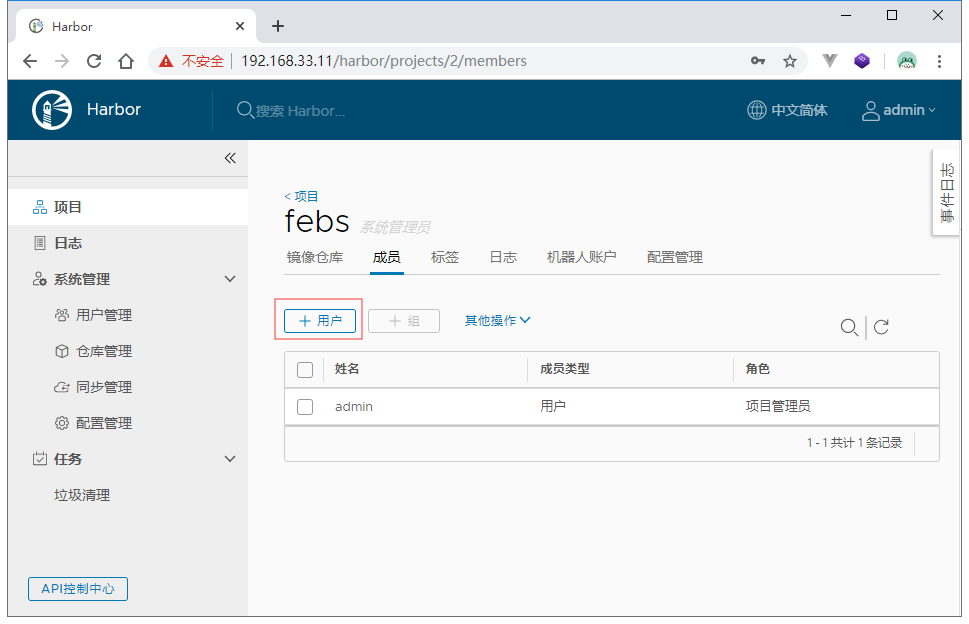 Harbor
不安全 192.168.33.11/harbor/projects/2/members
Harbor
搜索 Harbor...
中文简体
admin
事件日志
项目
日志
系统管理
用户管理
仓库管理
同步管理
配置管理
任务
垃圾清理
API控制中心
< 项目
febs 系统管理员
镜像仓库 成员 标签 日志 机器人账户 配置管理
+ 用户 + 组 其他操作
姓名 成员类型 角色
admin 用户 项目管理员
1 - 1 共计 1 条记录